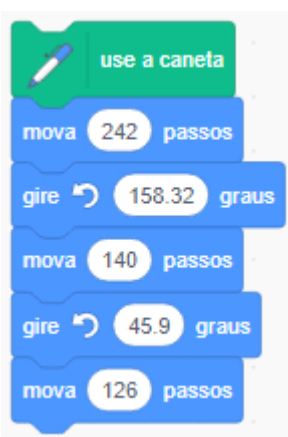 use a caneta
mova 242 passos
gire 158.32 graus
mova 140 passos
gire 45.9 graus
mova 126 passos